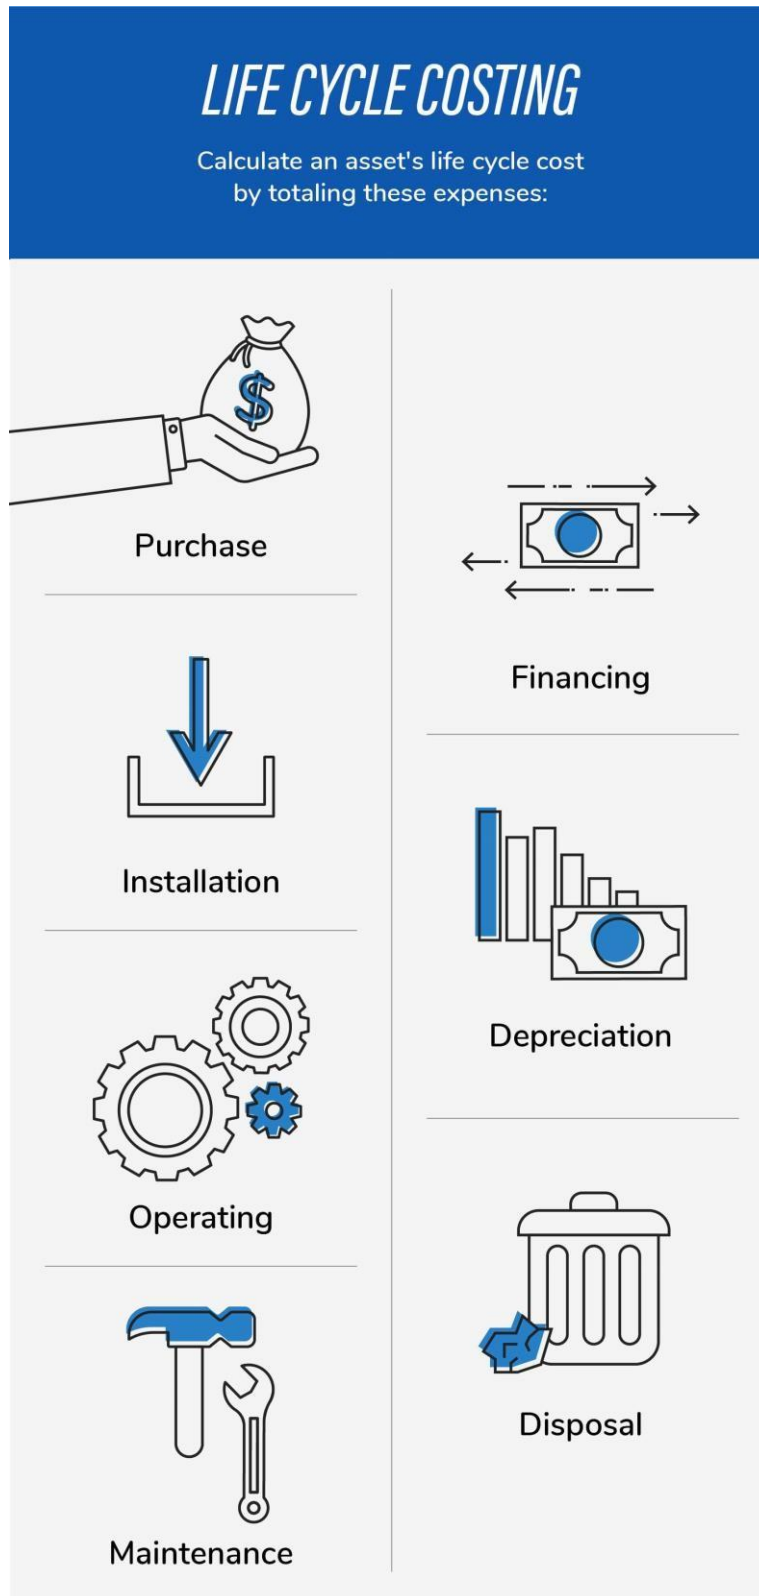 LIFE CYCLE COSTING
Calculate an asset's life cycle cost
by totaling these expenses:
$
Purchase
Installation
Operating
Maintenance
Financing
Depreciation
Disposal